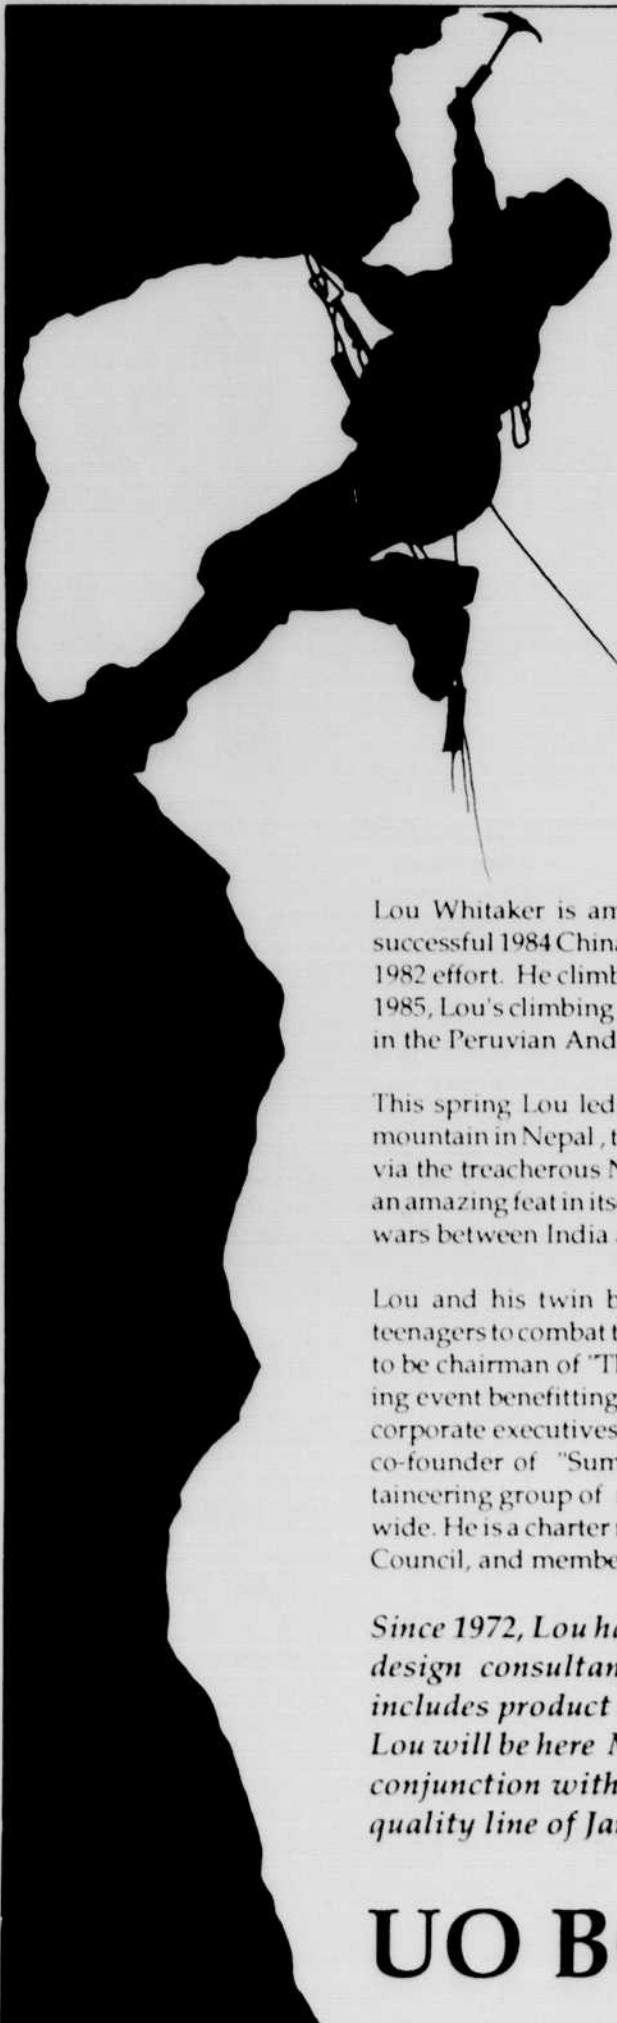 Lou Whitaker is an
successful 1984 China
1982 effort. He climb
1985, Lou's climbing
in the Peruvian And
This spring Lou led
mountain in Nepal , t
via the treacherous N
an amazing feat in its
wars between India
Lou and his twin b
teenagers to combat t
to be chairman of "Th
ing event benefitting
corporate executives
co-founder of "Sum
taineering group of
wide. He is a charter
Council, and membe
Since 1972, Lou ha
design consultan
includes product
Lou will be here N
conjunction with
quality line of Jan
UO B